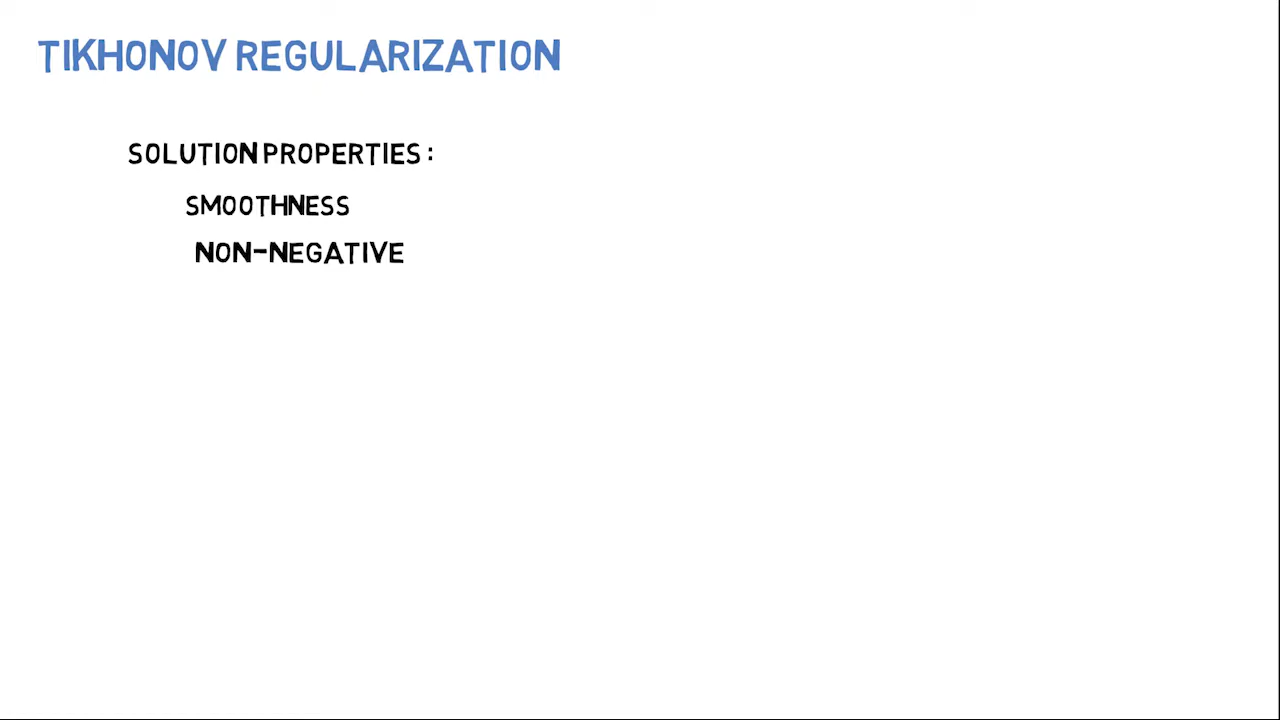 TIKHONOV REGULARIZATION
SOLUTION PROPERTIES :
SMOOTHNESS
NON-NEGATIVE